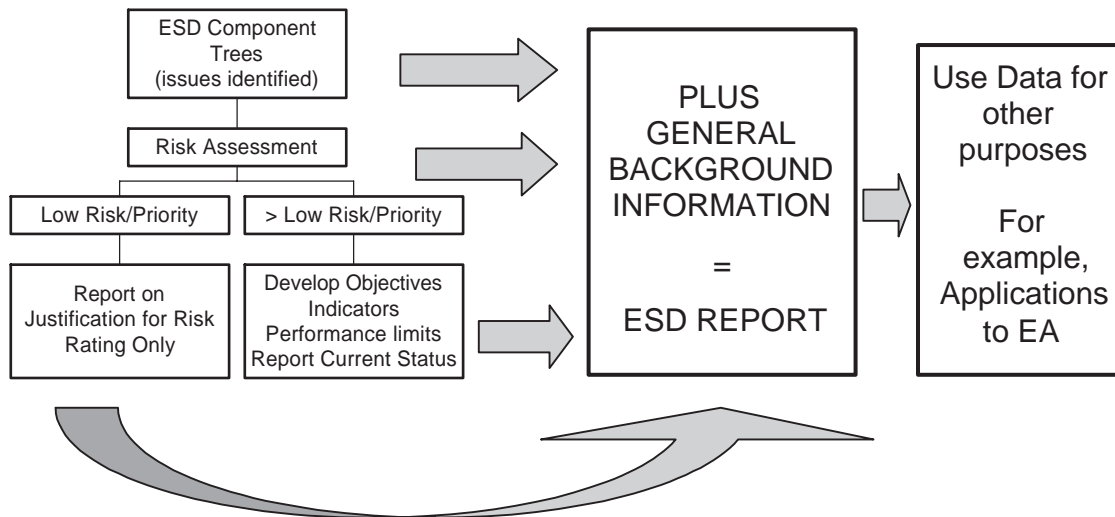 ESD Component
Trees
(issues identified)
Risk Assessment
Low Risk/Priority
> Low Risk/Priority
Report on
Justification for Risk
Rating Only
Develop Objectives
Indicators
Performance limits
Report Current Status
PLUS
GENERAL
BACKGROUND
INFORMATION
=
ESD REPORT
Use Data for
other
purposes
For
example,
Applications
to EA